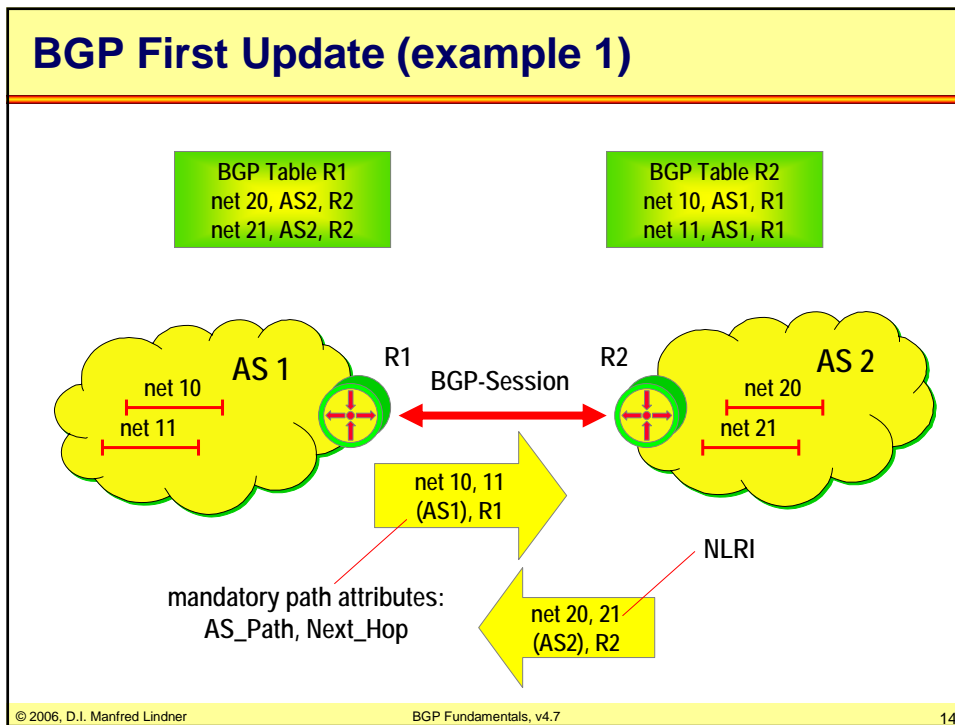 BGP First Update (example 1)
BGP Table R1
net 20, AS2, R2
net 21, AS2, R2
BGP Table R2
net 10, AS1, R1
net 11, AS1, R1
AS 1
net 10
net 11
R1
BGP-Session
R2
AS 2
net 20
net 21
net 10, 11
(AS1), R1
NLRI
mandatory path attributes:
AS_Path, Next_Hop
net 20, 21
(AS2), R2
© 2006, D.I. Manfred Lindner
BGP Fundamentals, v4.7
14